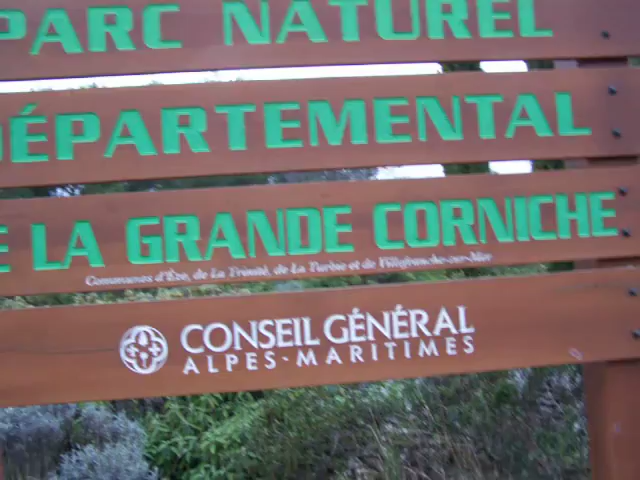 PARC NATUREL
DÉPARTEMENTAL
DE LA GRANDE CORNICHE
Communes d'Èze, de La Trinité, de La Turbie et de Villefranche-sur-Mer
CONSEIL GÉNÉRAL
ALPES-MARITIMES